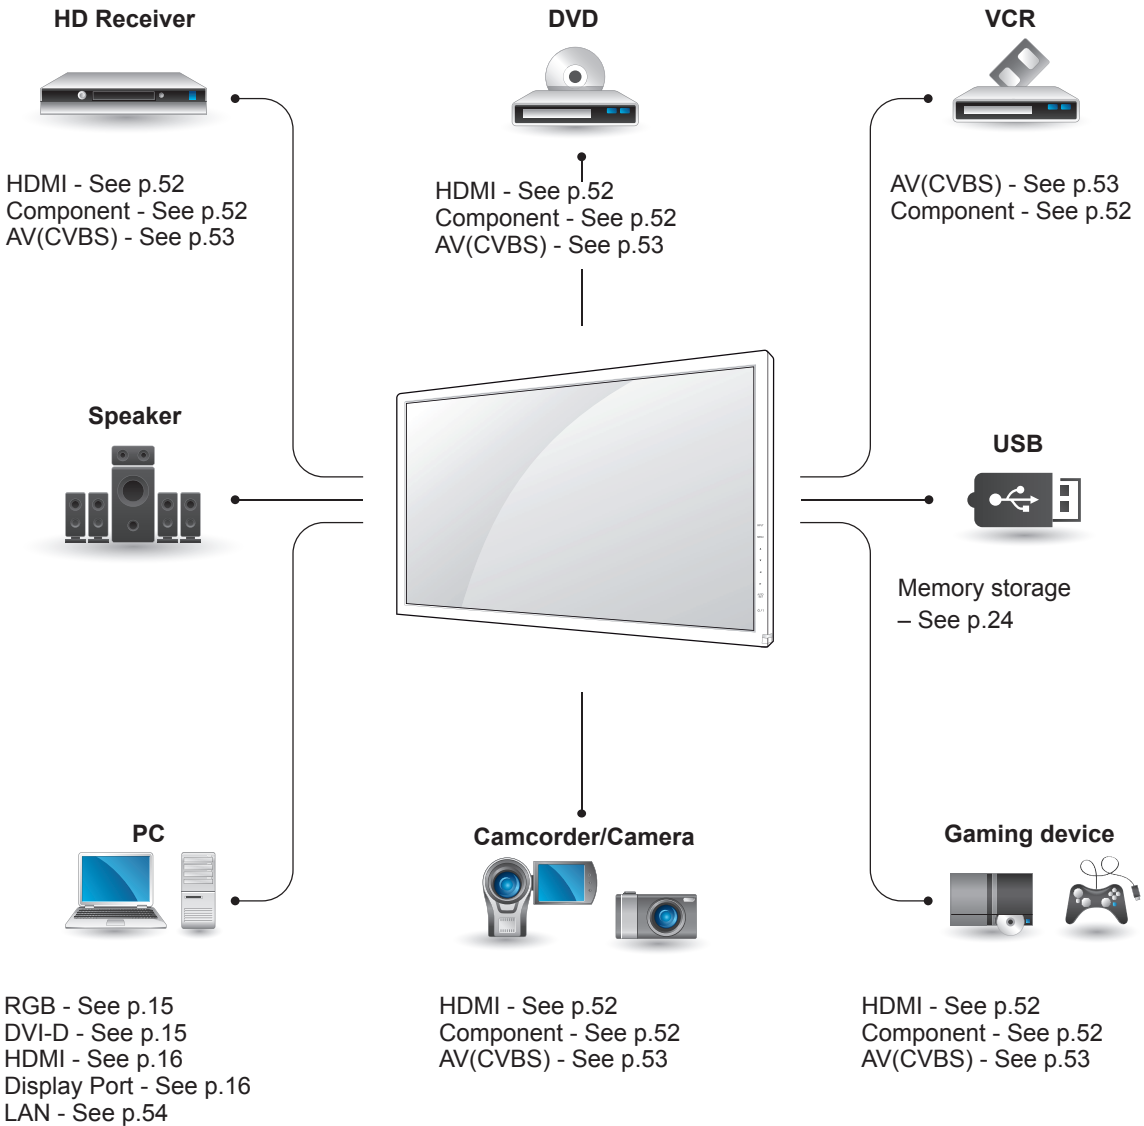 HD Receiver
HDMI - See p.52
Component - See p.52
AV(CVBS) - See p.53
DVD
HDMI - See p.52
Component - See p.52
AV(CVBS) - See p.53
VCR
AV(CVBS) - See p.53
Component - See p.52
Speaker
USB
Memory storage
– See p.24
PC
RGB - See p.15
DVI-D - See p.15
HDMI - See p.16
Display Port - See p.16
LAN - See p.54
Camcorder/Camera
HDMI - See p.52
Component - See p.52
AV(CVBS) - See p.53
Gaming device
HDMI - See p.52
Component - See p.52
AV(CVBS) - See p.53